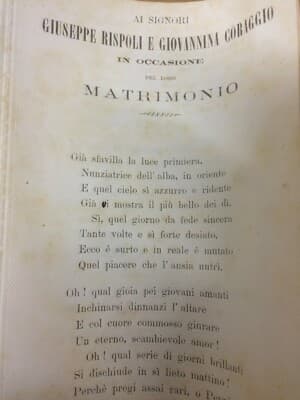 AI SIGNORI
GIUSEPPE RISPOLI E GIOVANNINA CORAGGIO
IN OCCASIONE
DEL LORO
MATRIMONIO
Già sfavilla la luce primiera,
Nunziatrice dell'alba, in oriente
E quel cielo sì azzurro e ridente
Già vi mostra il più bello dei dì.
Sì, quel giorno da fede sincera
Tante volte e sì forte desiato,
Ecco è surto e in reale è mutato
Quel piacere che l'ansia nutrì.
Oh! qual gioia pei giovani amanti
Inchinarsi dinnanzi l'altare
E col cuore commosso giurare
Un eterno, scambievole amor!
Oh! qual serie di giorni brillanti
Si dischiude in sì lieto mattino!
Perchè pregi assai rari, o